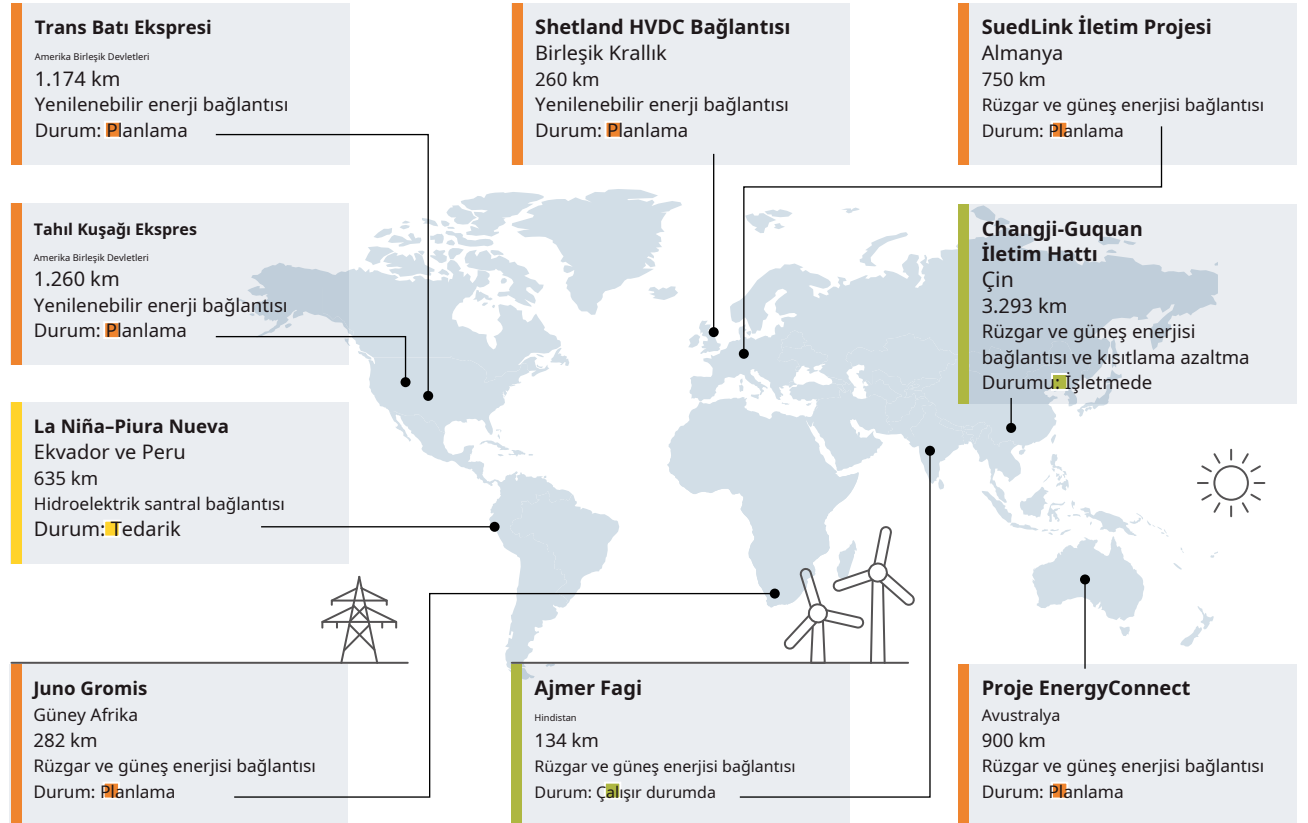 Trans Batı Ekspresi
Amerika Birleşik Devletleri
1.174 km
Yenilenebilir enerji bağlantısı
Durum: Planlama
Shetland HVDC Bağlantısı
Birleşik Krallık
260 km
Yenilenebilir enerji bağlantısı
Durum: Planlama
SuedLink İletim Projesi
Almanya
750 km
Rüzgar ve güneş enerjisi bağlantısı
Durum: Planlama
Tahıl Kuşağı Ekspres
Amerika Birleşik Devletleri
1.260 km
Yenilenebilir enerji bağlantısı
Durum: Planlama
Changji-Guquan
İletim Hattı
Çin
3.293 km
Rüzgar ve güneş enerjisi
bağlantısı ve kısıtlama azaltma
Durumu: İşletmede
La Niña–Piura Nueva
Ekvador ve Peru
635 km
Hidroelektrik santral bağlantısı
Durum: Tedarik
Juno Gromis
Güney Afrika
282 km
Rüzgar ve güneş enerjisi bağlantısı
Durum: Planlama
Ajmer Fagi
Hindistan
134 km
Rüzgar ve güneş enerjisi bağlantısı
Durum: Çalışır durumda
Proje EnergyConnect
Avustralya
900 km
Rüzgar ve güneş enerjisi bağlantısı
Durum: Planlama